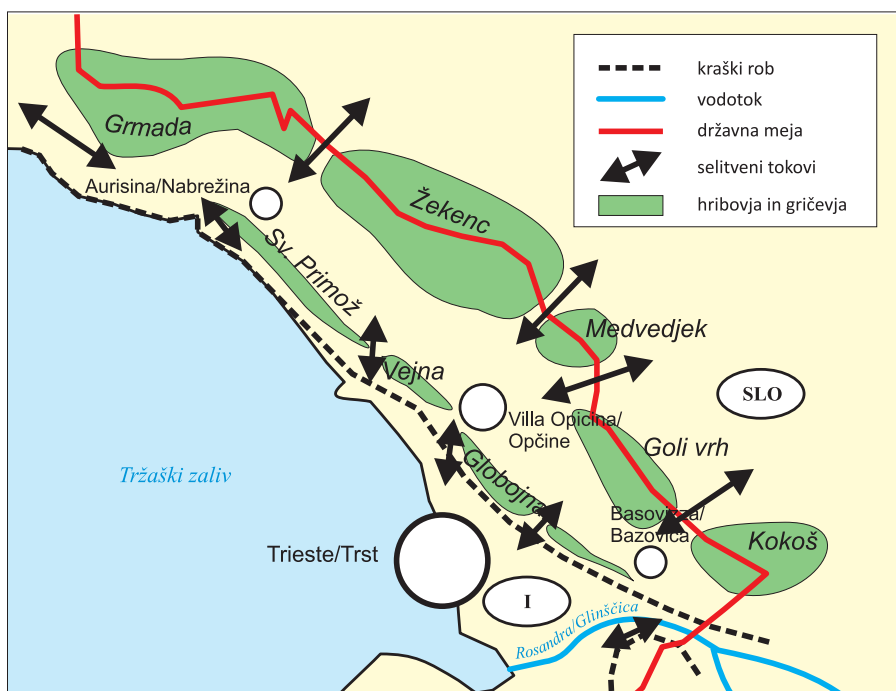 kraški rob
vodotok
državna meja
selitveni tokovi
hribovja in gričevja
Grmada
Aurisina/Nabrežina
Žekenc
Sv. Primož
Medvedjek
Vejna
SLO
Villa Opicina/
Opčine
Goli vrh
Globojna
Tržaški zaliv
Basovizza/
Bazovica
Kokoš
Trieste/Trst
I
Rosandra/Glinščica